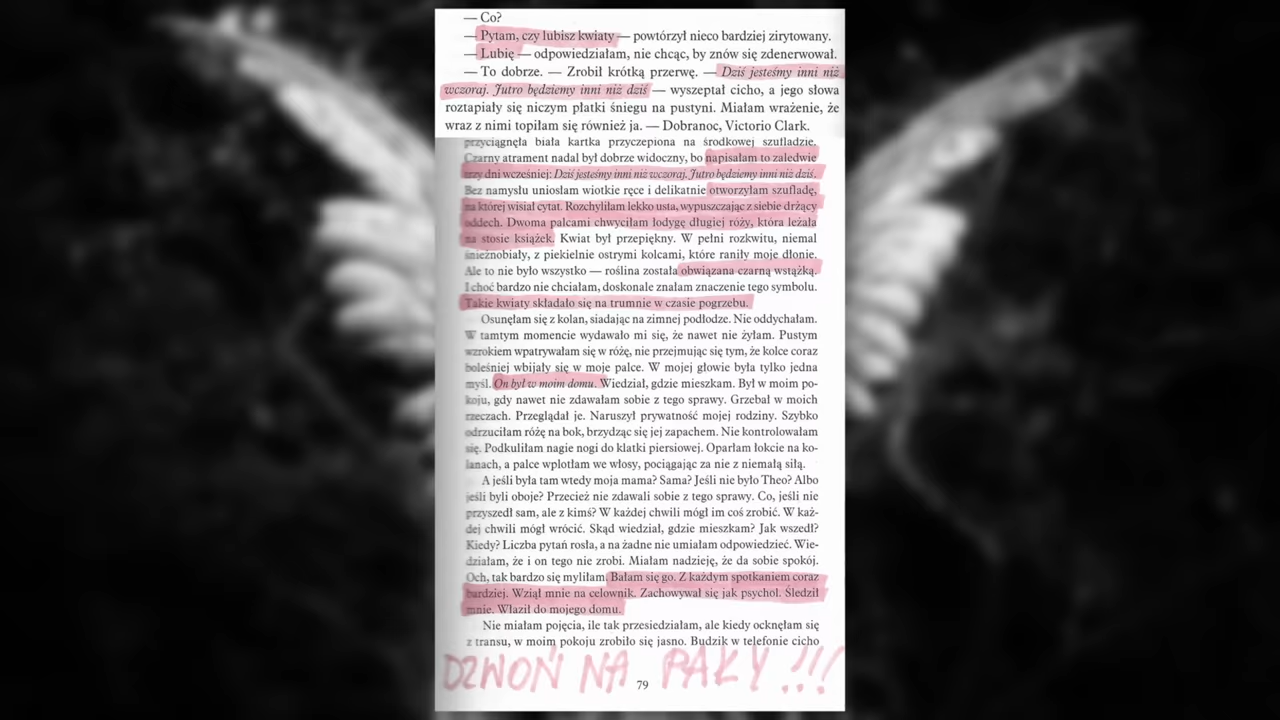 — Co?
— Pytam, czy lubisz kwiaty — powtórzył nieco bardziej zirytowany.
— Lubię — odpowiedziałam, nie chcąc, by znów się zdenerwował.
— To dobrze. — Zrobił krótką przerwę. — Dziś jesteśmy inni niż
wczoraj. Jutro będziemy inni niż dziś — wyszeptał cicho, a jego słowa
roztapiały się niczym płatki śniegu na pustyni. Miałam wrażenie, że
wraz z nimi topiłam się również ja. — Dobranoc, Victorio Clark.
przyciągnęła biała kartka przyczepiona na środkowej szufladzie.
Czarny atrament nadal był dobrze widoczny, bo napisałam to zaledwie
trzy dni wcześniej: Dziś jesteśmy inni niż wczoraj. Jutro będziemy inni niż dziś.
Bez namysłu uniosłam wiotkie ręce i delikatnie otworzyłam szufladę,
na której wisiał cytat. Rozchyliłam lekko usta, wypuszczając z siebie drżący
oddech. Dwoma palcami chwyciłam łodygę długiej róży, która leżała
na stosie książek. Kwiat był przepiękny. W pełni rozkwitu, niemal
śnieżnobiały, z piekielnie ostrymi kolcami, które raniły moje dłonie.
Ale to nie było wszystko — roślina została obwiązana czarną wstążką.
I choć bardzo nie chciałam, doskonale znałam znaczenie tego symbolu.
Takie kwiaty składało się na trumnie w czasie pogrzebu.
Osunęłam się z kolan, siadając na zimnej podłodze. Nie oddychałam.
W tamtym momencie wydawało mi się, że nawet nie żyłam. Pustym
wzrokiem wpatrywałam się w różę, nie przejmując się tym, że kolce coraz
boleśniej wbijały się w moje palce. W mojej głowie była tylko jedna
myśl. On był w moim domu. Wiedział, gdzie mieszkam. Był w moim po-
koju, gdy nawet nie zdawałam sobie z tego sprawy. Grzebał w moich
rzeczach. Przeglądał je. Naruszył prywatność mojej rodziny. Szybko
odrzuciłam różę na bok, brzydząc się jej zapachem. Nie kontrolowałam
się. Podkuliłam nagie nogi do klatki piersiowej. Oparłam łokcie na ko-
lanach, a palce wplotłam we włosy, pociągając za nie z niemałą siłą.
A jeśli była tam wtedy moja mama? Sama? Jeśli nie było Theo? Albo
jeśli byli oboje? Przecież nie zdawali sobie z tego sprawy. Co, jeśli nie
przyszedł sam, ale z kimś? W każdej chwili mógł im coś zrobić. W każ-
dej chwili mógł wrócić. Skąd wiedział, gdzie mieszkam? Jak wszedł?
Kiedy? Liczba pytań rosła, a na żadne nie umiałam odpowiedzieć. Wie-
działam, że i on tego nie zrobi. Miałam nadzieję, że da sobie spokój.
Och, tak bardzo się myliłam. Bałam się go. Z każdym spotkaniem coraz
bardziej. Wziął mnie na celownik. Zachowywał się jak psychol. Śledził
mnie. Właził do mojego domu.
Nie miałam pojęcia, ile tak przesiedziałam, ale kiedy ocknęłam się
z transu, w moim pokoju zrobiło się jasno. Budzik w telefonie cicho
DZWOŃ NA PAŁY!!!
79